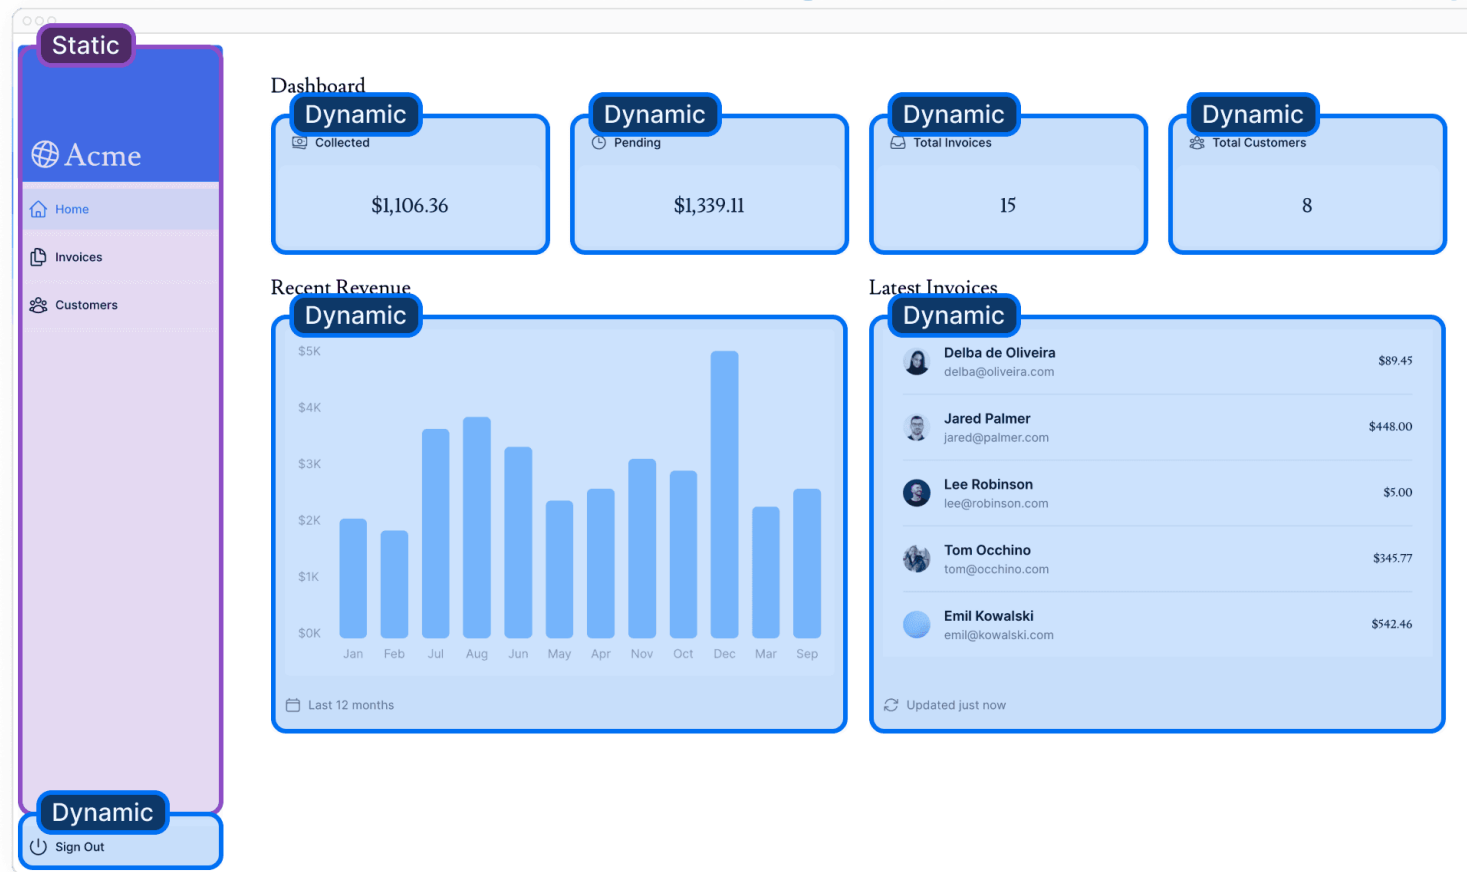 Static
Acme
Home
Invoices
Customers
Dynamic
Sign Out
Dashboard
Dynamic
Collected
$1,106.36
Dynamic
Pending
$1,339.11
Dynamic
Total Invoices
15
Dynamic
Total Customers
8
Recent Revenue
Dynamic
$5K
$4K
$3K
$2K
$1K
$0K
Jan Feb Jul Aug Jun May Apr Nov Oct Dec Mar Sep
Last 12 months
Latest Invoices
Dynamic
Delba de Oliveira
delba@oliveira.com
$89.45
Jared Palmer
jared@palmer.com
$448.00
Lee Robinson
lee@robinson.com
$5.00
Tom Occhino
tom@occhino.com
$345.77
Emil Kowalski
emil@kowalski.com
$542.46
Updated just now